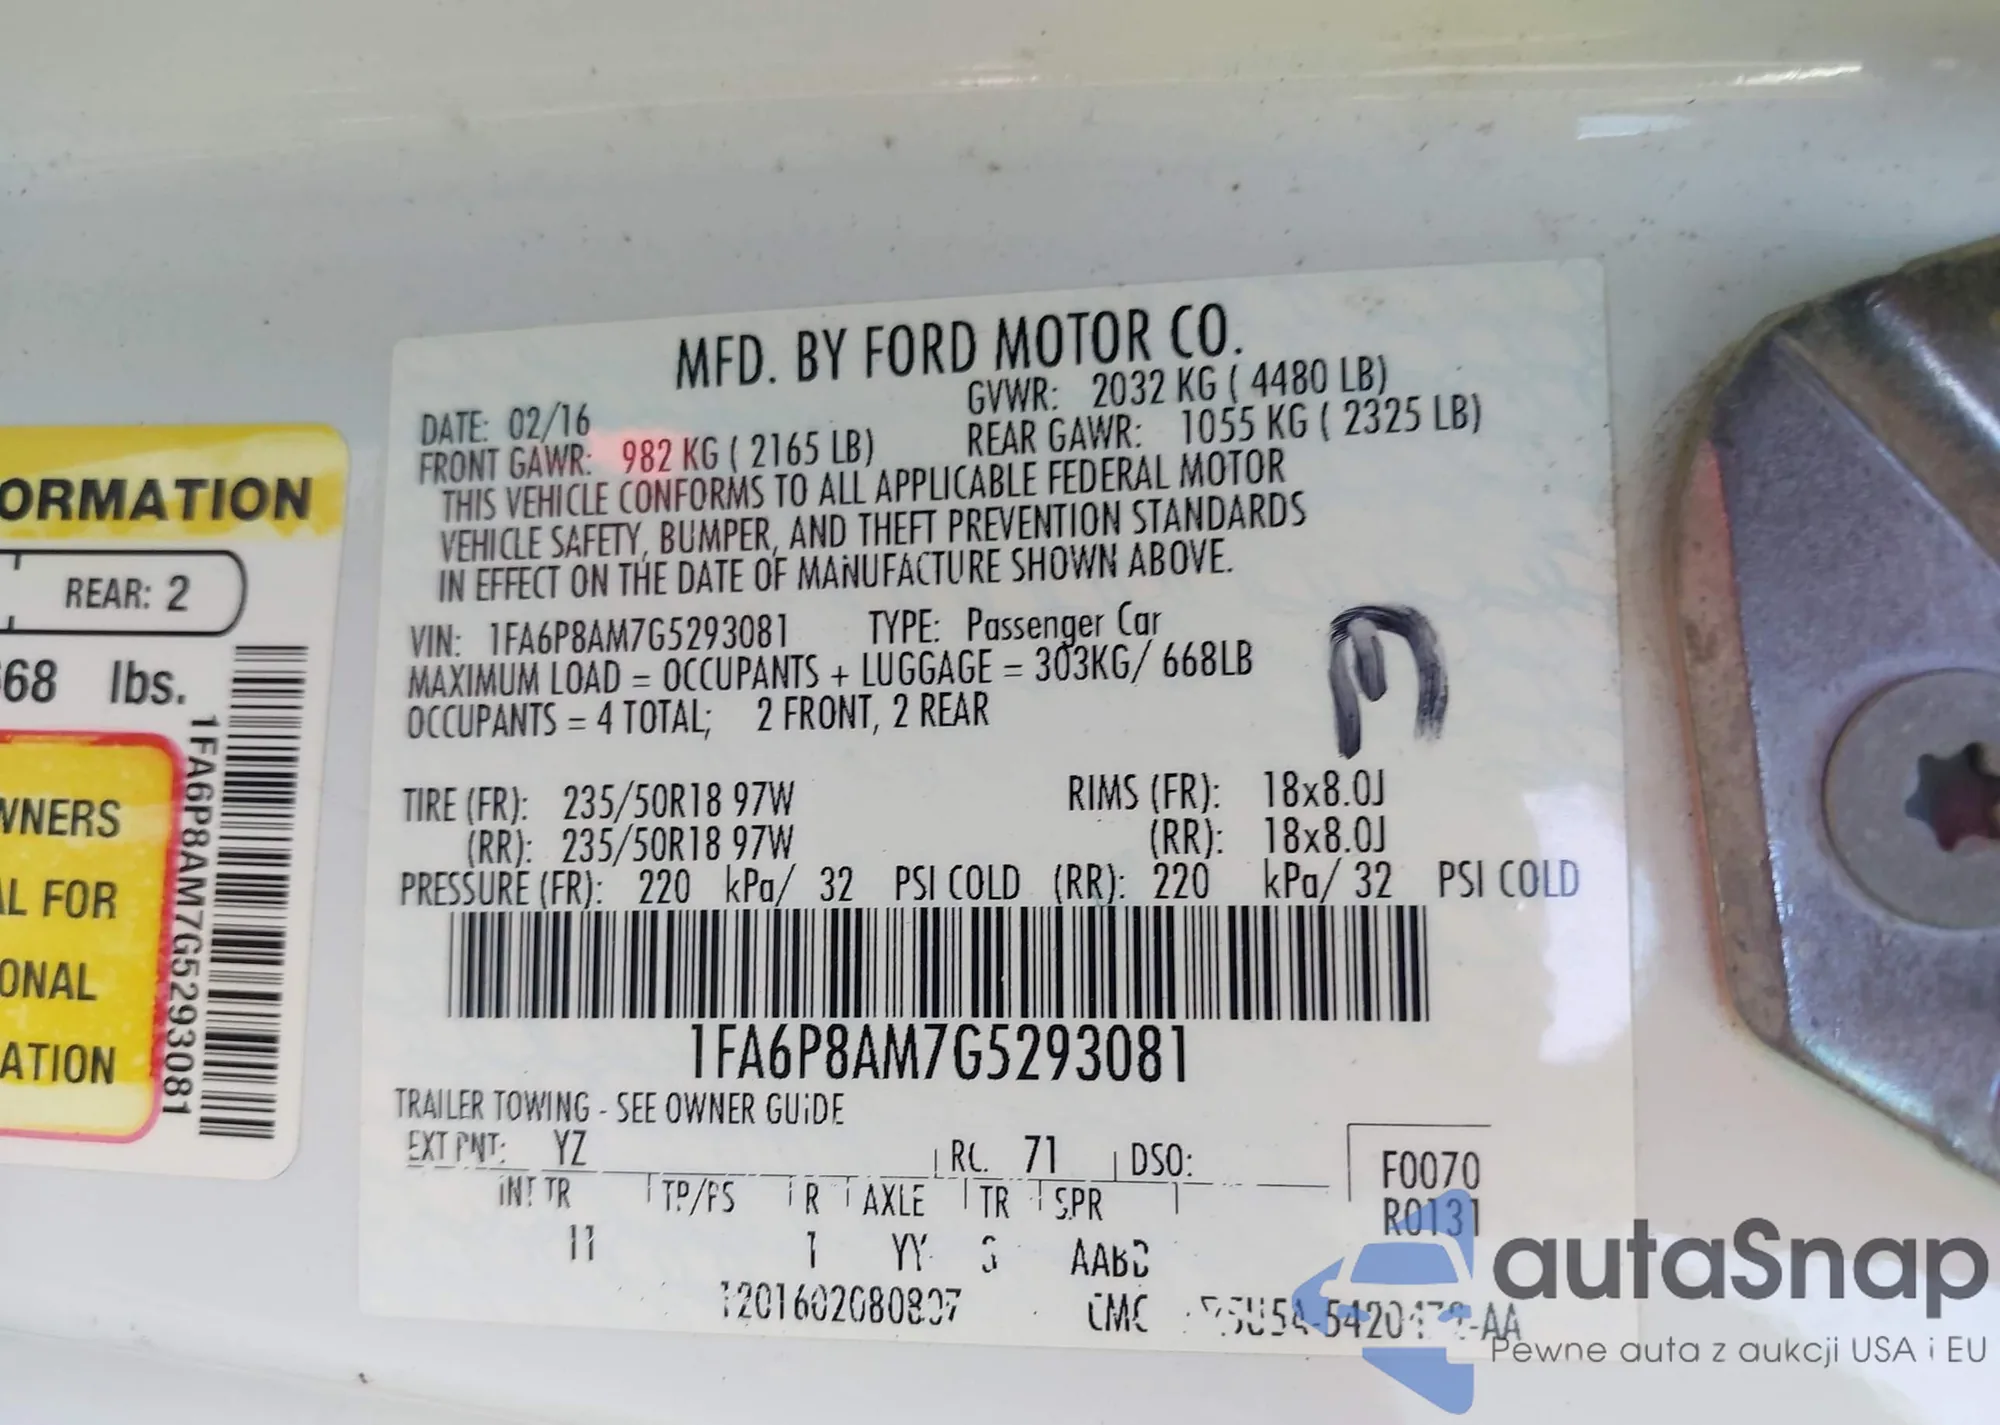 MFD. BY FORD MOTOR CO.
DATE: 02/16 GVWR: 2032 KG ( 4480 LB)
FRONT GAWR: 982 KG ( 2165 LB) REAR GAWR: 1055 KG ( 2325 LB)
THIS VEHICLE CONFORMS TO ALL APPLICABLE FEDERAL MOTOR
VEHICLE SAFETY, BUMPER, AND THEFT PREVENTION STANDARDS
IN EFFECT ON THE DATE OF MANUFACTURE SHOWN ABOVE.
VIN: 1FA6P8AM7G5293081 TYPE: Passenger Car
MAXIMUM LOAD = OCCUPANTS + LUGGAGE = 303KG/ 668LB
OCCUPANTS = 4 TOTAL; 2 FRONT, 2 REAR
TIRE (FR): 235/50R18 97W RIMS (FR): 18x8.0J
(RR): 235/50R18 97W (RR): 18x8.0J
PRESSURE (FR): 220 kPa/ 32 PSI COLD (RR): 220 kPa/ 32 PSI COLD
1FA6P8AM7G5293081
TRAILER TOWING - SEE OWNER GUIDE
EXT PNT: YZ RC. 71 DSO: F0070
INT TR TP/PS R AXLE TR SPR R0131
11 1 YY
CMC
ORMATION
REAR: 2
668 lbs.
WNERS
AL FOR
ONAL
ATION
1FA6P8AM7G5293081
autaSnap
Pewne auta z aukcji USA i EU